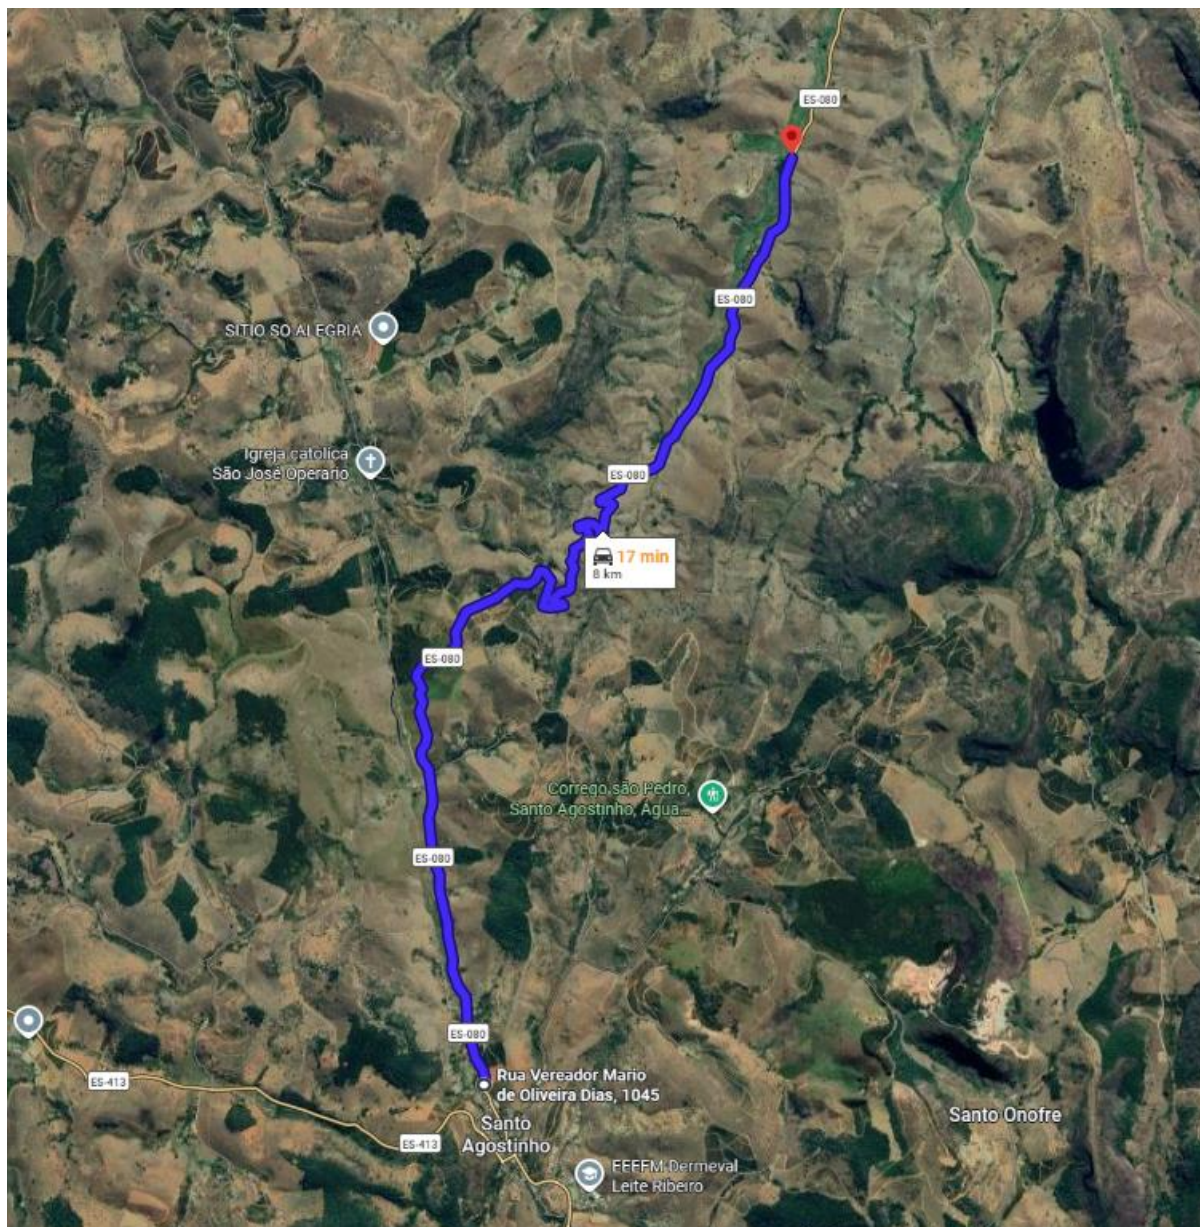 ES-080
ES-080
SITIO SO ALEGRIA
Igreja catolica
São José Operario
ES-080
17 min
8 km
ES-080
Corrego são Pedro,
Santo Agostinho, Água...
ES-080
ES-080
Rua Vereador Mario
de Oliveira Dias, 1045
ES-413
Santo Onofre
Santo
Agostinho
ES-413
EEEFM Dermeval
Leite Ribeiro